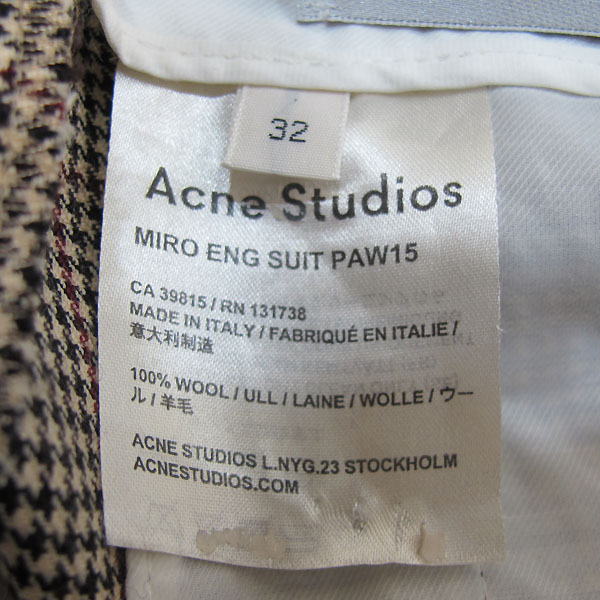 32
Acne Studios
MIRO ENG SUIT PAW15
CA 39815 / RN 131738
MADE IN ITALY / FABRIQUÉ EN ITALIE /
意大利制造
100% WOOL / ULL / LAINE / WOLLE / ウー
ル / 羊毛
ACNE STUDIOS L.NYG.23 STOCKHOLM
ACNESTUDIOS.COM